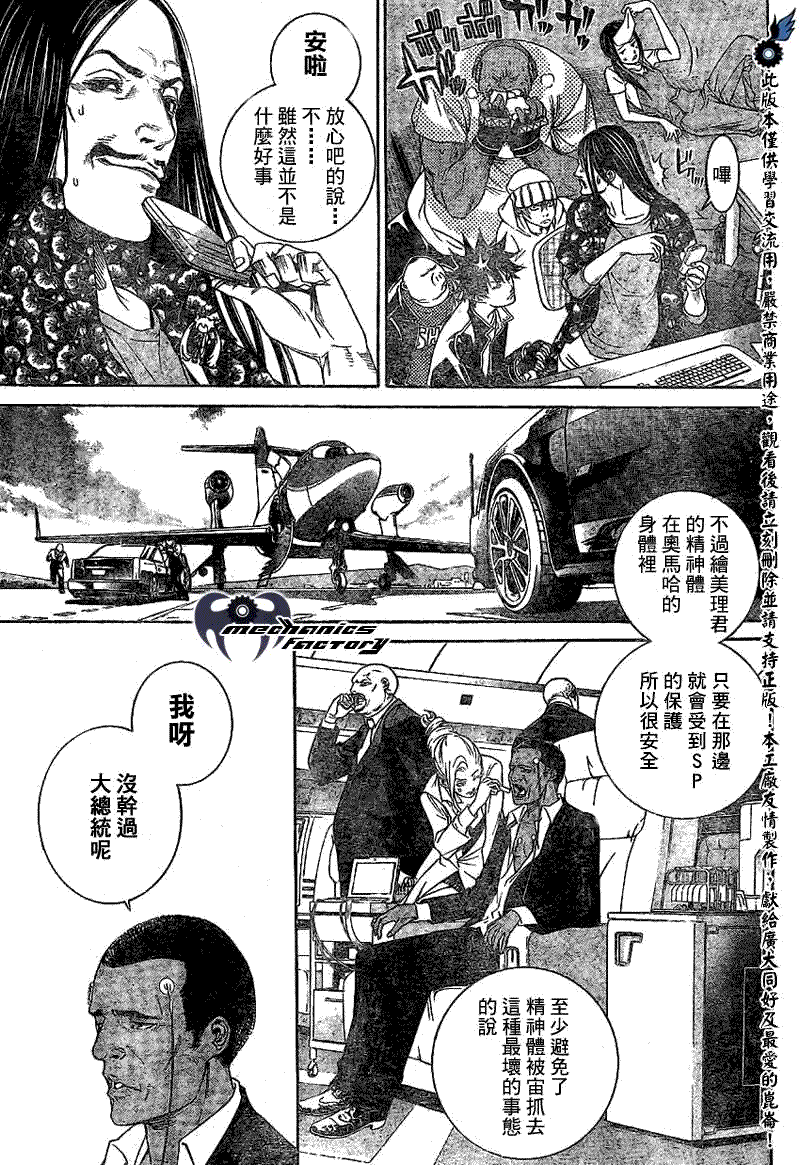 嗶
安啦
放心吧的說…
不……
雖然這並不是
什麼好事
不過繪美理君
的精神體
在奧馬哈的
身體裡
只要在那邊
就會受到SP
的保護
所以很安全
至少避免了
精神體被宙抓去
這種最壞的事態
的說
我呀
沒幹過
大總統呢
mechanics
Factory
此版本僅供學習交流用，嚴禁商業用途，觀看後請立刻刪除並請支持正版！本工廠友情製作，獻給廣大同好及最愛的崑崙！